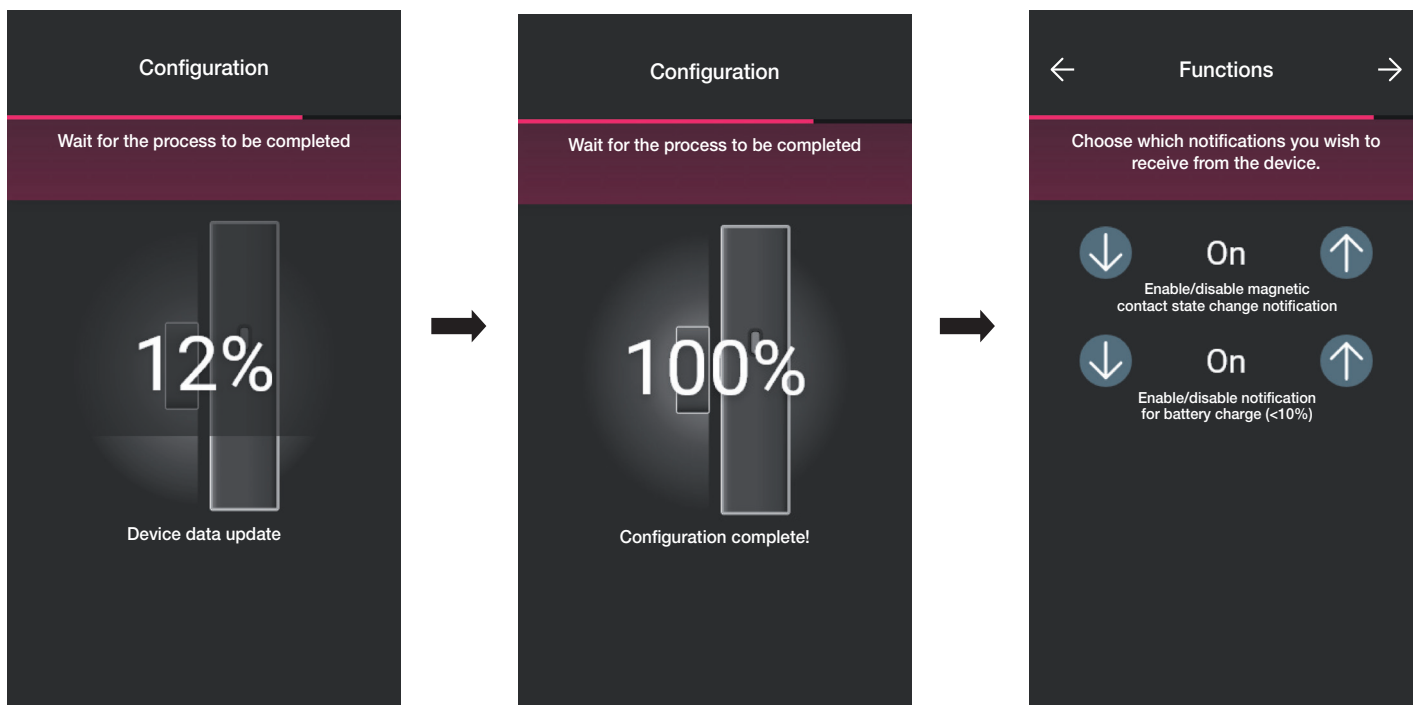 Configuration
Wait for the process to be completed
12%
Device data update
Configuration
Wait for the process to be completed
100%
Configuration complete!
Functions
Choose which notifications you wish to
receive from the device.
On
Enable/disable magnetic
contact state change notification
On
Enable/disable notification
for battery charge (<10%)